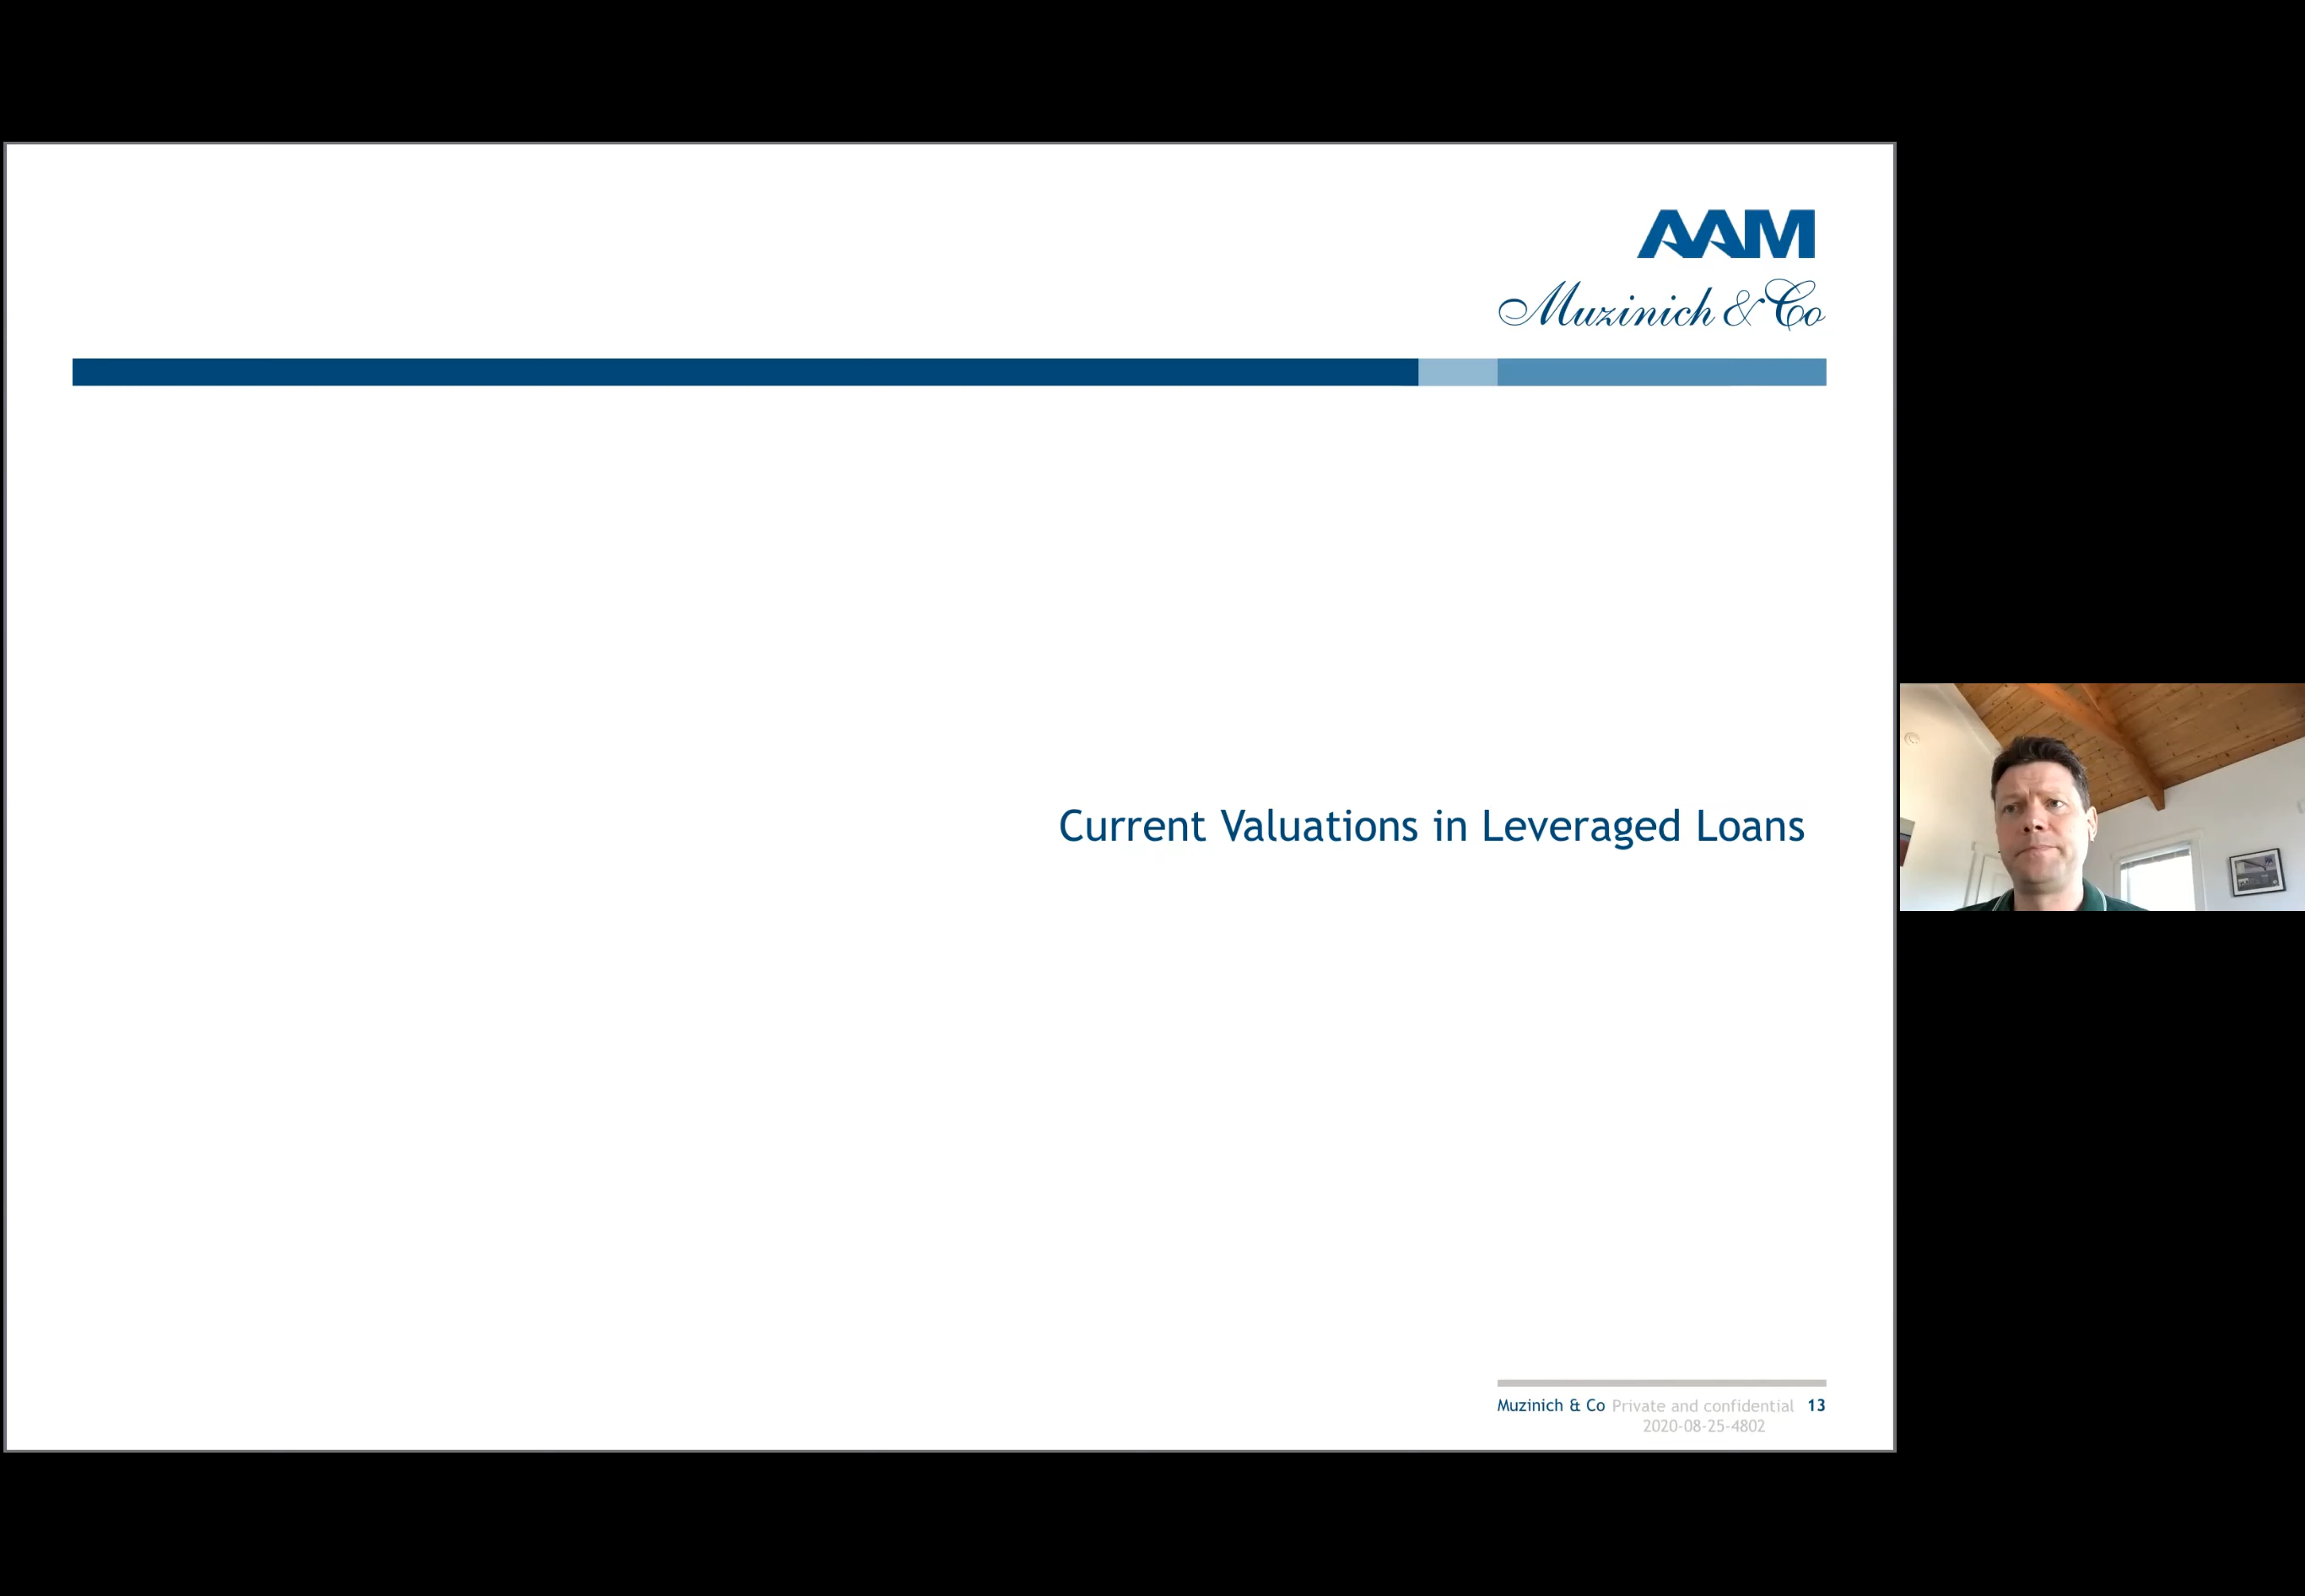 AAM
Muzinich & Co
Current Valuations in Leveraged Loans
Muzinich & Co Private and confidential 13
2020-08-25-4802